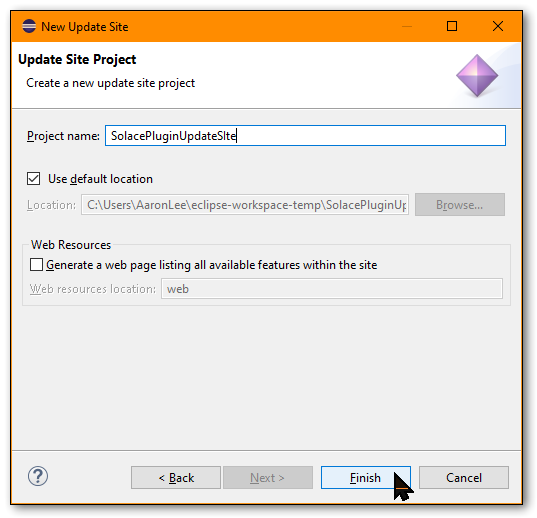 New Update Site
Update Site Project
Create a new update site project
Project name: SolacePluginUpdateSIte
Use default location
Location: C:\Users\AaronLee\eclipse-workspace-temp\SolacePluginUp
Browse...
Web Resources
Generate a web page listing all available features within the site
Web resources location: web
?
< Back Next > Finish Cancel